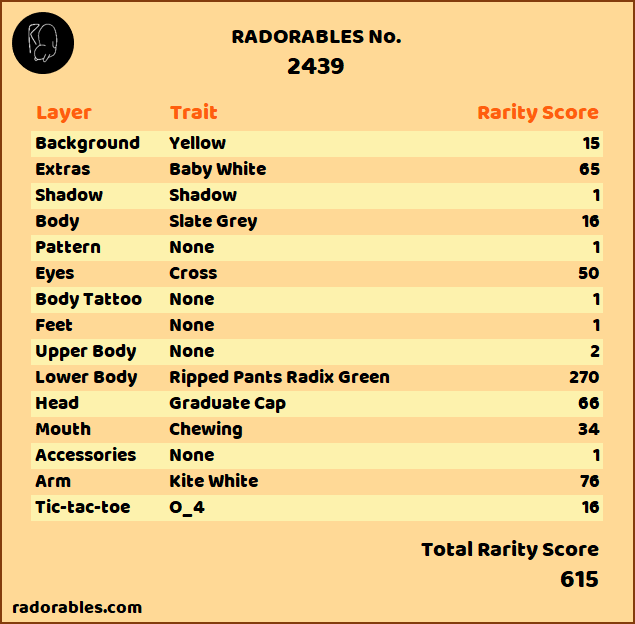 RADORABLES No.
2439
Layer Trait Rarity Score
Background Yellow 15
Extras Baby White 65
Shadow Shadow 1
Body Slate Grey 16
Pattern None 1
Eyes Cross 50
Body Tattoo None 1
Feet None 1
Upper Body None 2
Lower Body Ripped Pants Radix Green 270
Head Graduate Cap 66
Mouth Chewing 34
Accessories None 1
Arm Kite White 76
Tic-tac-toe O_4 16
Total Rarity Score
615
radorables.com